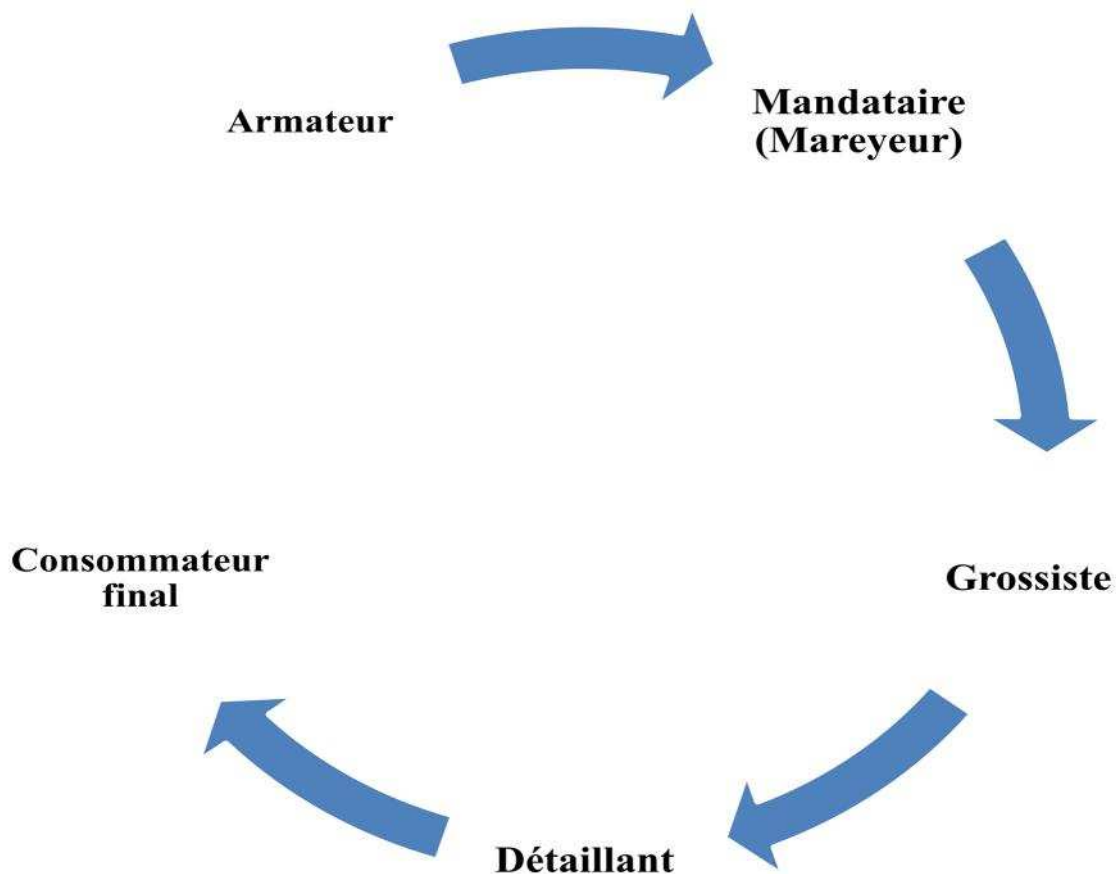 Armateur
Mandataire
(Mareyeur)
Grossiste
Détaillant
Consommateur
final